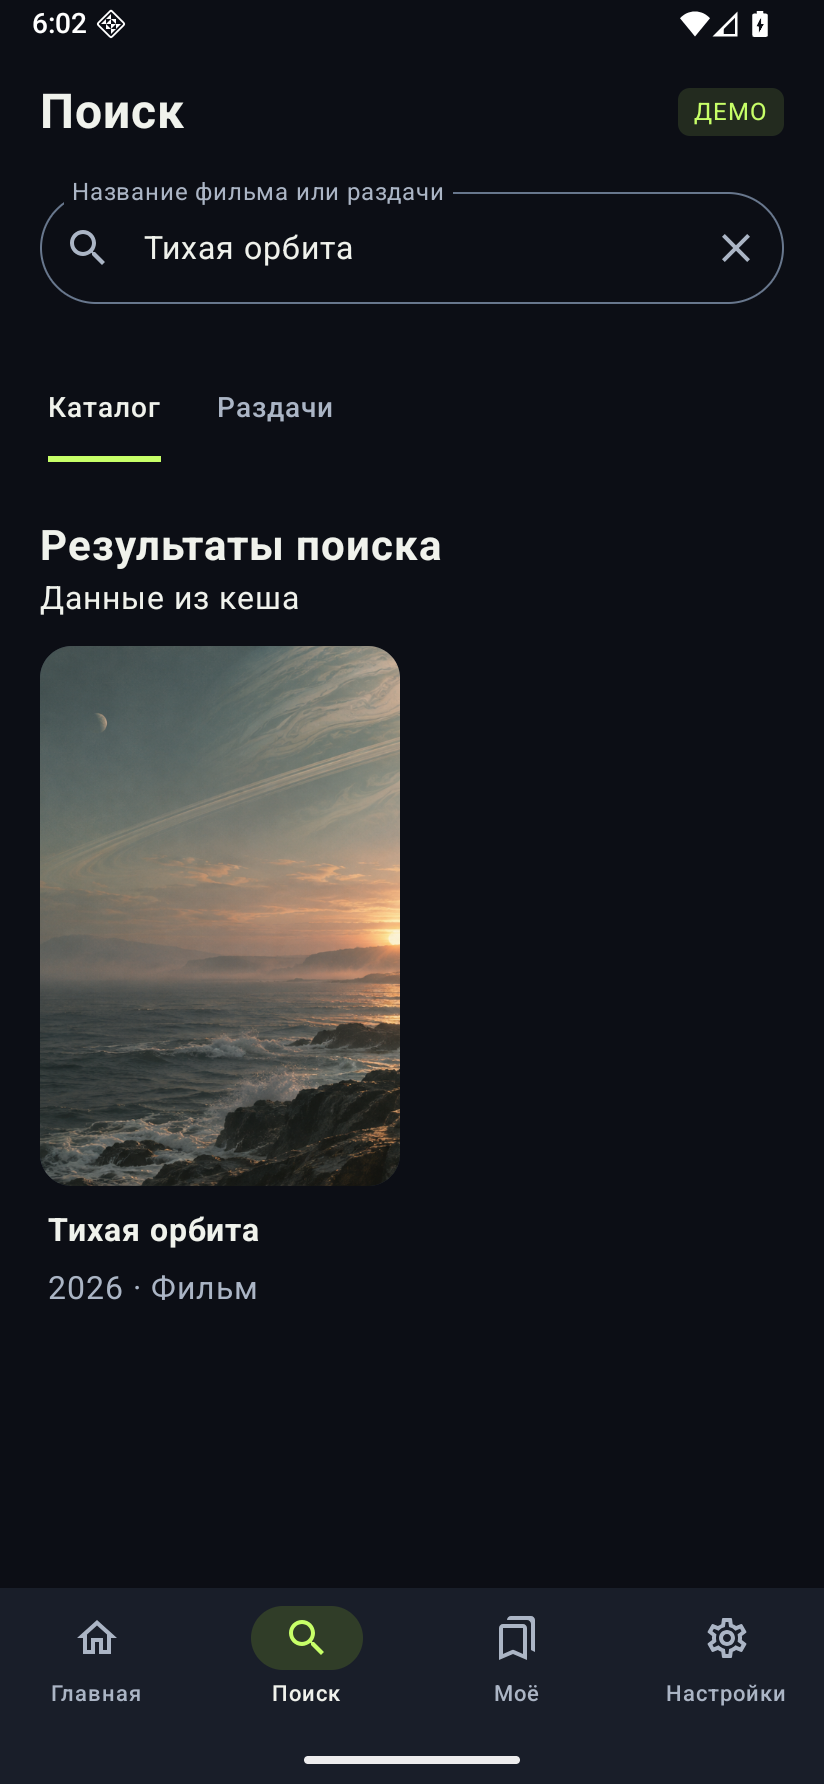 6:02
Поиск
ДЕМО
Название фильма или раздачи
Тихая орбита
Каталог
Раздачи
Результаты поиска
Данные из кеша
Тихая орбита
2026 · Фильм
Главная
Поиск
Моё
Настройки